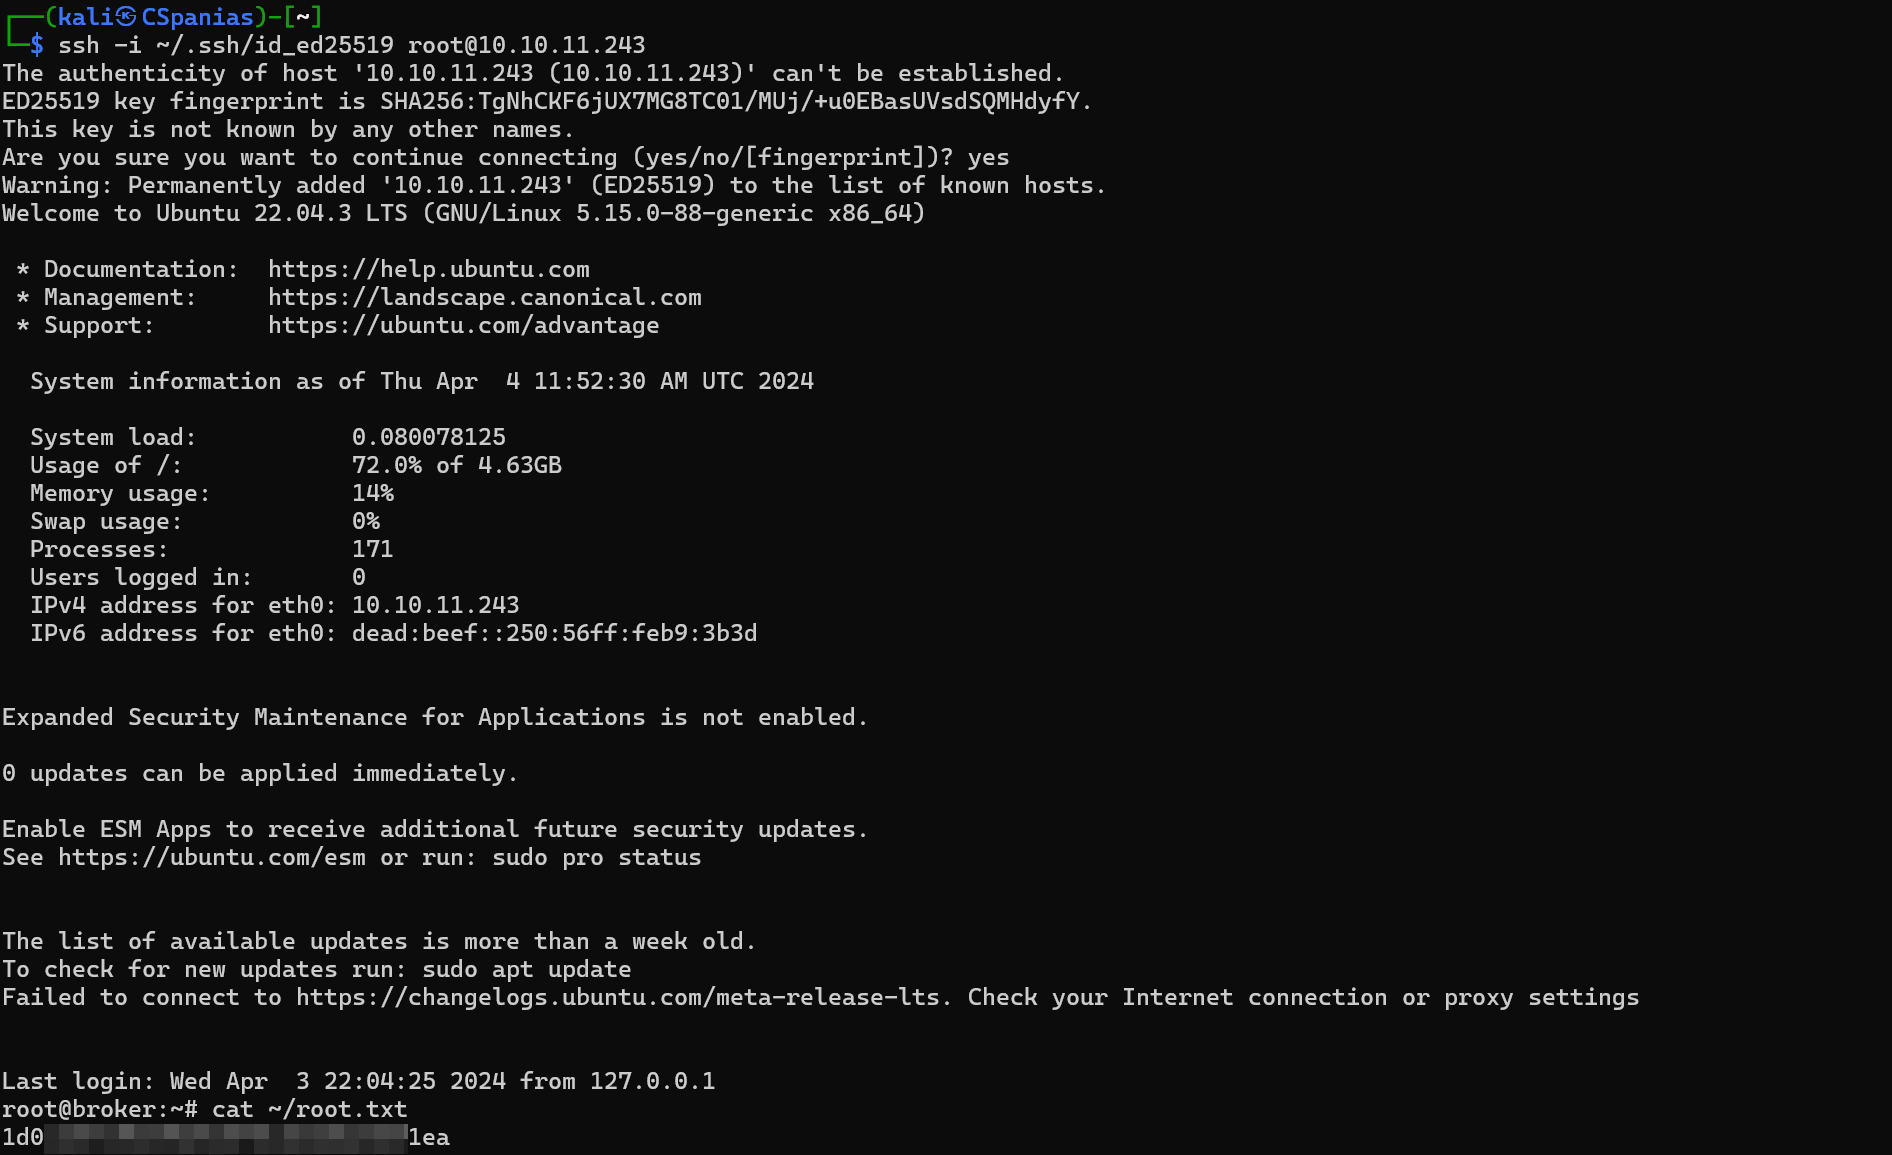 ┌──(kali㉿CSpanias)-[~]
└─$ ssh -i ~/.ssh/id_ed25519 root@10.10.11.243
The authenticity of host '10.10.11.243 (10.10.11.243)' can't be established.
ED25519 key fingerprint is SHA256:TgNhCKF6jUX7MG8TC01/MUj/+u0EBasUVsdSQMHdyfY.
This key is not known by any other names.
Are you sure you want to continue connecting (yes/no/[fingerprint])? yes
Warning: Permanently added '10.10.11.243' (ED25519) to the list of known hosts.
Welcome to Ubuntu 22.04.3 LTS (GNU/Linux 5.15.0-88-generic x86_64)

 * Documentation:  https://help.ubuntu.com
 * Management:     https://landscape.canonical.com
 * Support:        https://ubuntu.com/advantage

  System information as of Thu Apr  4 11:52:30 AM UTC 2024

  System load:           0.080078125
  Usage of /:            72.0% of 4.63GB
  Memory usage:          14%
  Swap usage:            0%
  Processes:             171
  Users logged in:       0
  IPv4 address for eth0: 10.10.11.243
  IPv6 address for eth0: dead:beef::250:56ff:feb9:3b3d

Expanded Security Maintenance for Applications is not enabled.

0 updates can be applied immediately.

Enable ESM Apps to receive additional future security updates.
See https://ubuntu.com/esm or run: sudo pro status

The list of available updates is more than a week old.
To check for new updates run: sudo apt update
Failed to connect to https://changelogs.ubuntu.com/meta-release-lts. Check your Internet connection or proxy settings

Last login: Wed Apr  3 22:04:25 2024 from 127.0.0.1
root@broker:~# cat ~/root.txt
1d0 1ea